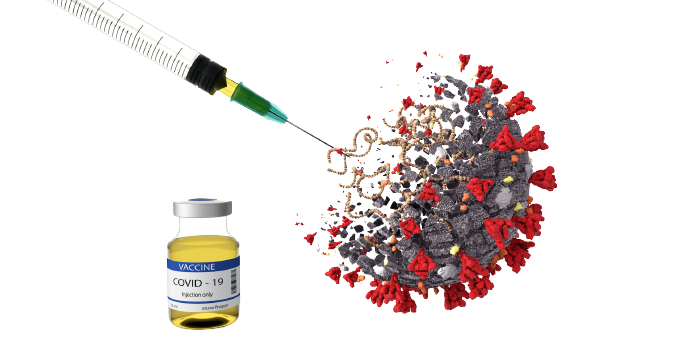 VACCINE
COVID - 19
Injection only